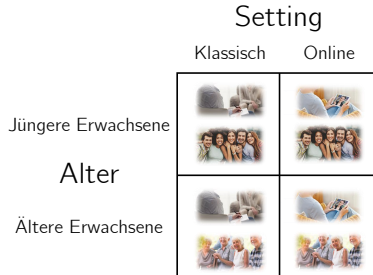 Setting
Klassisch Online
Jüngere Erwachsene
Alter
Ältere Erwachsene